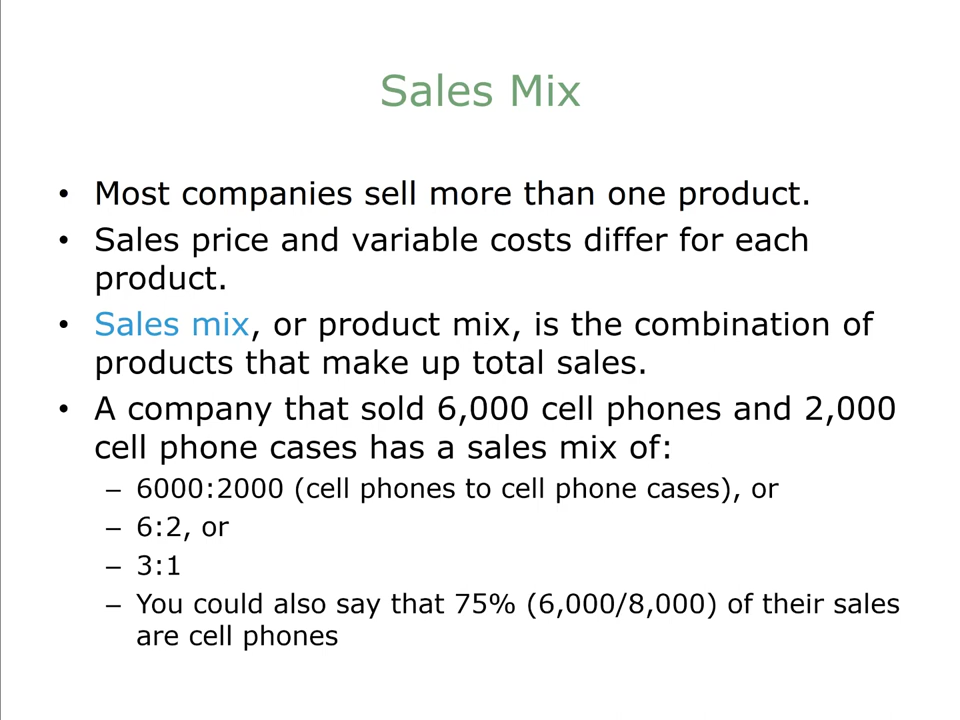 Sales Mix
• Most companies sell more than one product.
• Sales price and variable costs differ for each
product.
• Sales mix, or product mix, is the combination of
products that make up total sales.
• A company that sold 6,000 cell phones and 2,000
cell phone cases has a sales mix of:
– 6000:2000 (cell phones to cell phone cases), or
– 6:2, or
– 3:1
– You could also say that 75% (6,000/8,000) of their sales
are cell phones